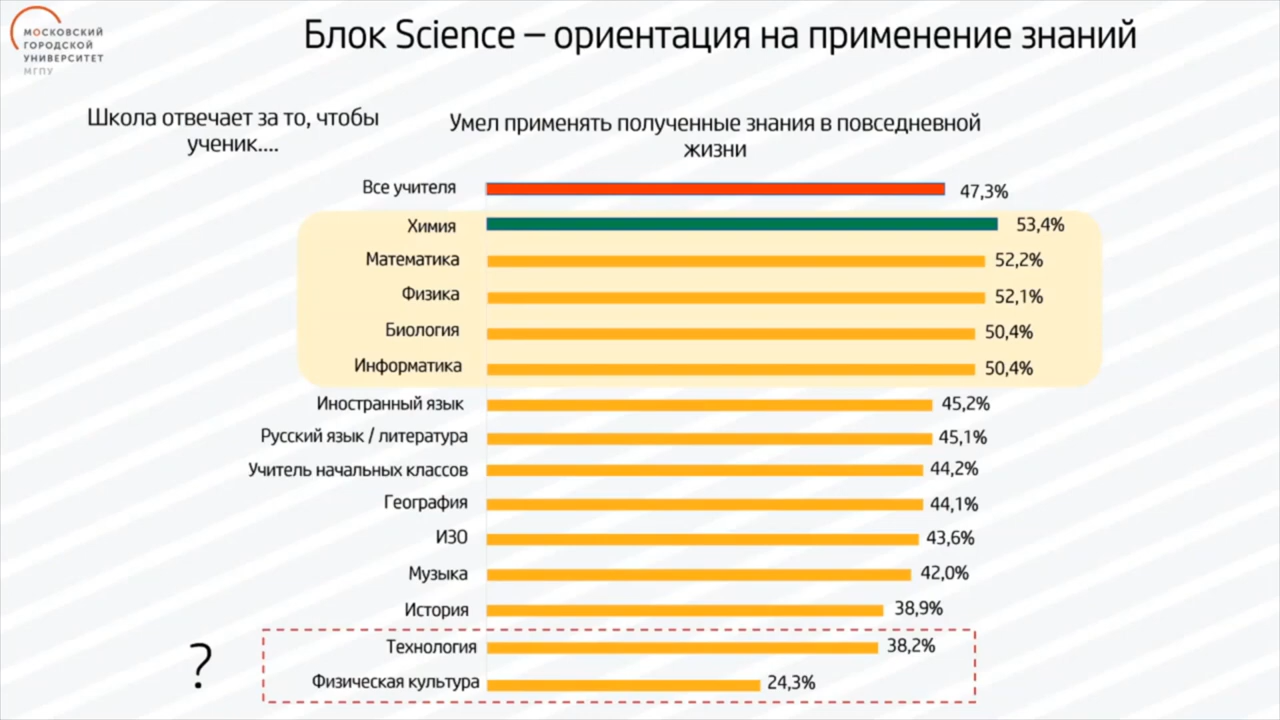 МОСКОВСКИЙ
ГОРОДСКОЙ
УНИВЕРСИТЕТ
МГПУ
Блок Science – ориентация на применение знаний
Школа отвечает за то, чтобы
ученик....
Умел применять полученные знания в повседневной
жизни
Все учителя 47,3%
Химия 53,4%
Математика 52,2%
Физика 52,1%
Биология 50,4%
Информатика 50,4%
Иностранный язык 45,2%
Русский язык / литература 45,1%
Учитель начальных классов 44,2%
География 44,1%
ИЗО 43,6%
Музыка 42,0%
История 38,9%
Технология 38,2%
?
Физическая культура 24,3%